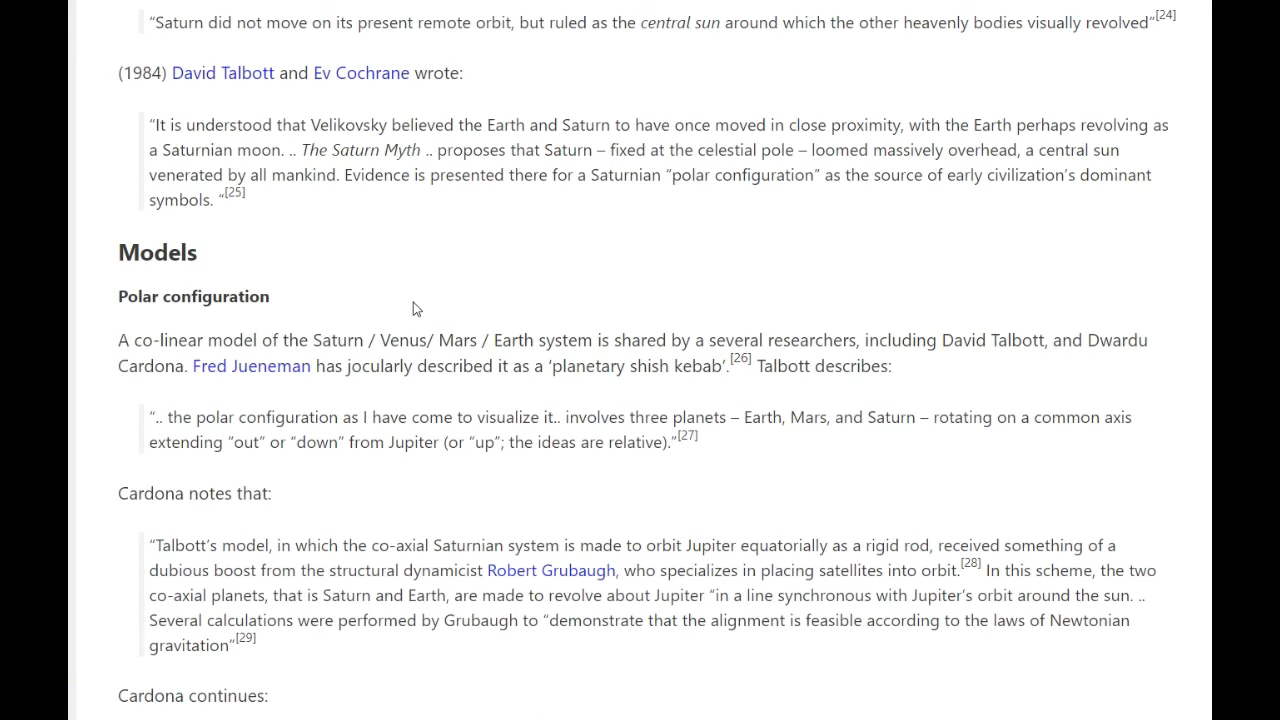 “Saturn did not move on its present remote orbit, but ruled as the central sun around which the other heavenly bodies visually revolved”[24]
(1984) David Talbott and Ev Cochrane wrote:
“It is understood that Velikovsky believed the Earth and Saturn to have once moved in close proximity, with the Earth perhaps revolving as
a Saturnian moon. .. The Saturn Myth .. proposes that Saturn – fixed at the celestial pole – loomed massively overhead, a central sun
venerated by all mankind. Evidence is presented there for a Saturnian “polar configuration” as the source of early civilization’s dominant
symbols. “[25]
Models
Polar configuration
A co-linear model of the Saturn / Venus/ Mars / Earth system is shared by a several researchers, including David Talbott, and Dwardu
Cardona. Fred Jueneman has jocularly described it as a ‘planetary shish kebab’.[26] Talbott describes:
“.. the polar configuration as I have come to visualize it.. involves three planets – Earth, Mars, and Saturn – rotating on a common axis
extending “out” or “down” from Jupiter (or “up”; the ideas are relative).”[27]
Cardona notes that:
“Talbott’s model, in which the co-axial Saturnian system is made to orbit Jupiter equatorially as a rigid rod, received something of a
dubious boost from the structural dynamicist Robert Grubaugh, who specializes in placing satellites into orbit.[28] In this scheme, the two
co-axial planets, that is Saturn and Earth, are made to revolve about Jupiter “in a line synchronous with Jupiter’s orbit around the sun. ..
Several calculations were performed by Grubaugh to “demonstrate that the alignment is feasible according to the laws of Newtonian
gravitation”[29]
Cardona continues: